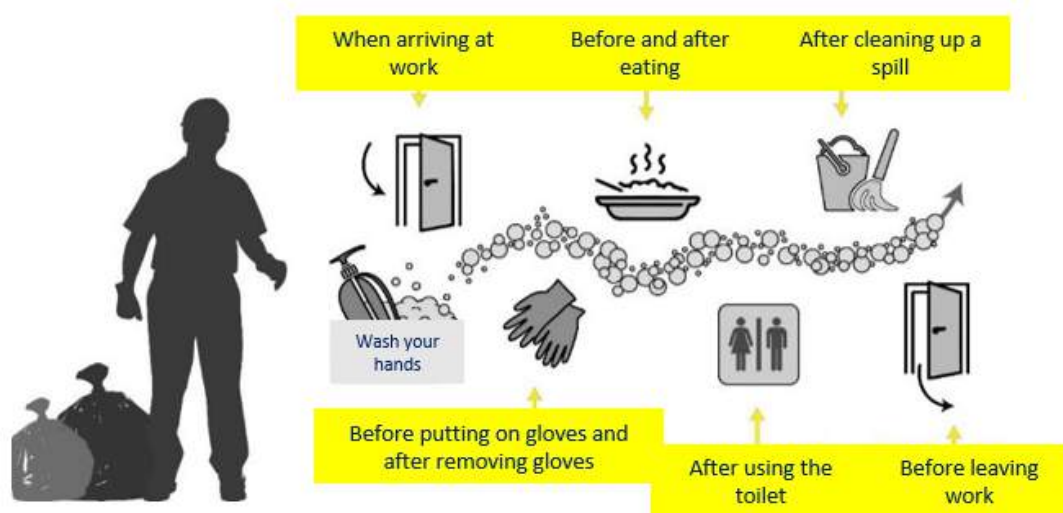 When arriving at
work
Before and after
eating
After cleaning up a
spill
Wash your
hands
Before putting on gloves and
after removing gloves
After using the
toilet
Before leaving
work